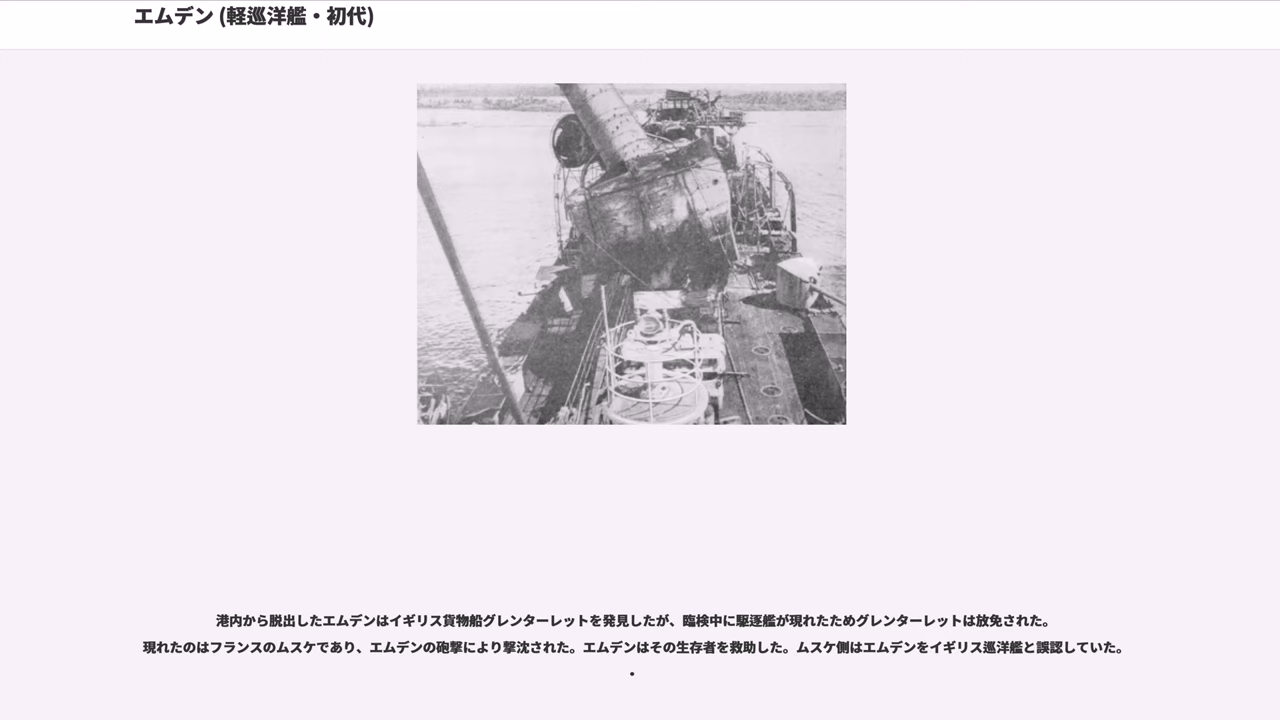 エムデン (軽巡洋艦・初代)
港内から脱出したエムデンはイギリス貨物船グレンターレットを発見したが、臨検中に駆逐艦が現れたためグレンターレットは放免された。
現れたのはフランスのムスケであり、エムデンの砲撃により撃沈された。エムデンはその生存者を救助した。ムスケ側はエムデンをイギリス巡洋艦と誤認していた。
•